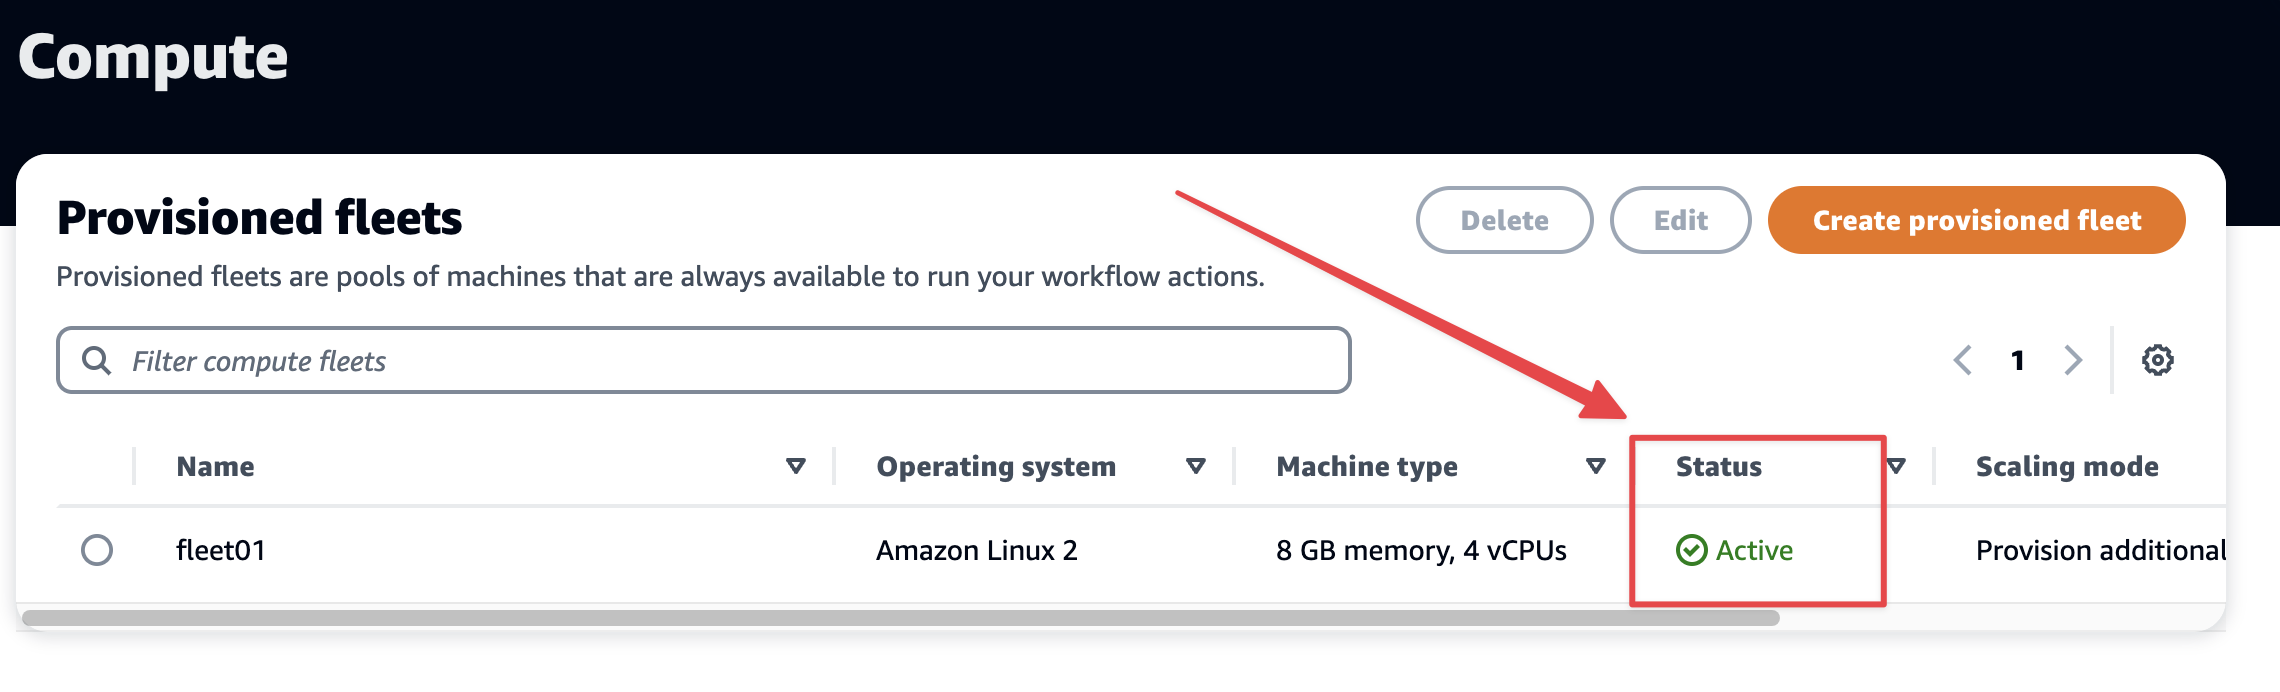 Compute
Provisioned fleets
Delete
Edit
Create provisioned fleet
Provisioned fleets are pools of machines that are always available to run your workflow actions.
Filter compute fleets
1
Name Operating system Machine type Status Scaling mode
fleet01 Amazon Linux 2 8 GB memory, 4 vCPUs Active Provision additional